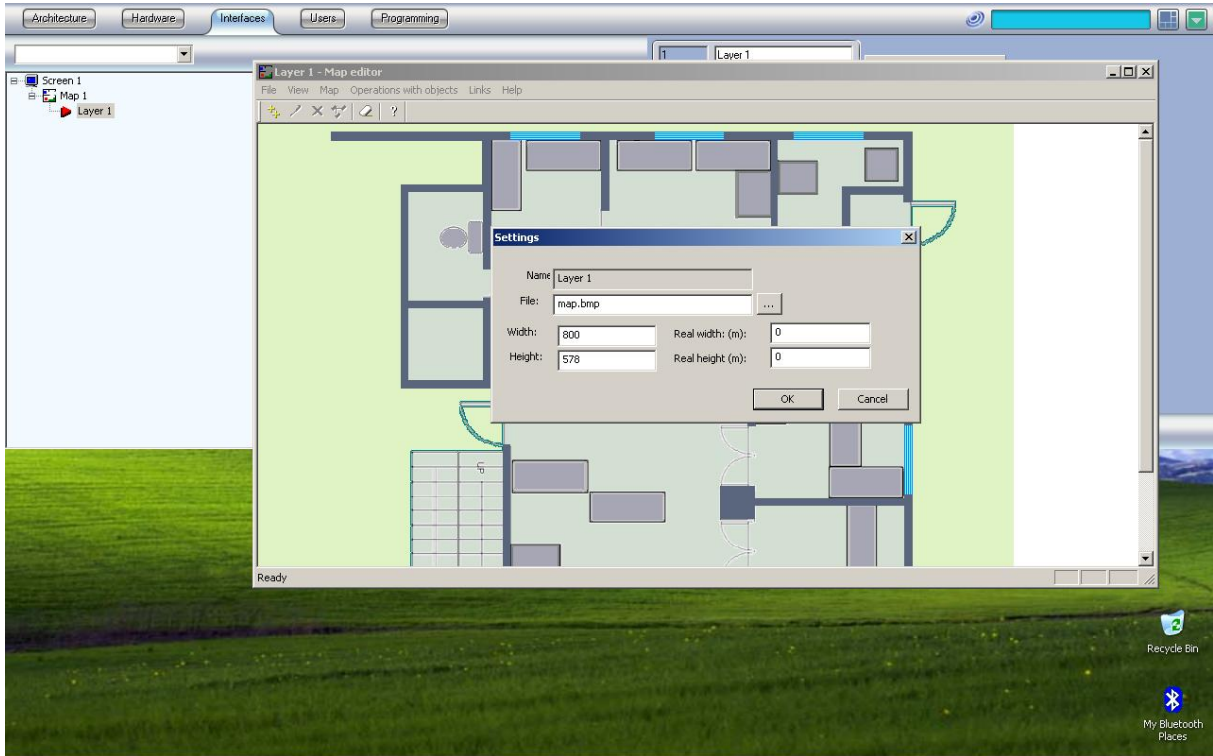 Architecture Hardware Interfaces Users Programming
1 Layer 1
Screen 1
Map 1
Layer 1
Layer 1 - Map editor
File View Map Operations with objects Links Help
?
Settings
Name Layer 1
File: map.bmp ...
Width: 800 Real width: (m): 0
Height: 578 Real height (m): 0
OK Cancel
Ready
Recycle Bin
My Bluetooth
Places